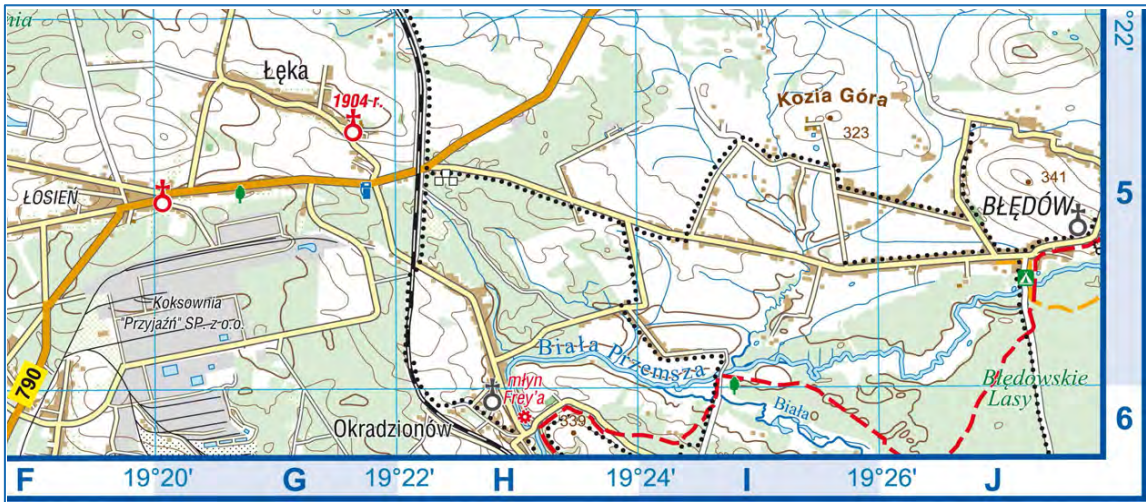 nia
Łęka
1904 r.
Kozia Góra
323
22'
ŁOSIEŃ
341
BŁĘDÓW
5
Koksownia
"Przyjaźń" SP. z o.o.
790
Biała Przemsza
młyn
Frey'a
Błędowskie
Lasy
Biała
6
Okradzionów
339
F
19°20'
G
19°22'
H
19°24'
I
19°26'
J